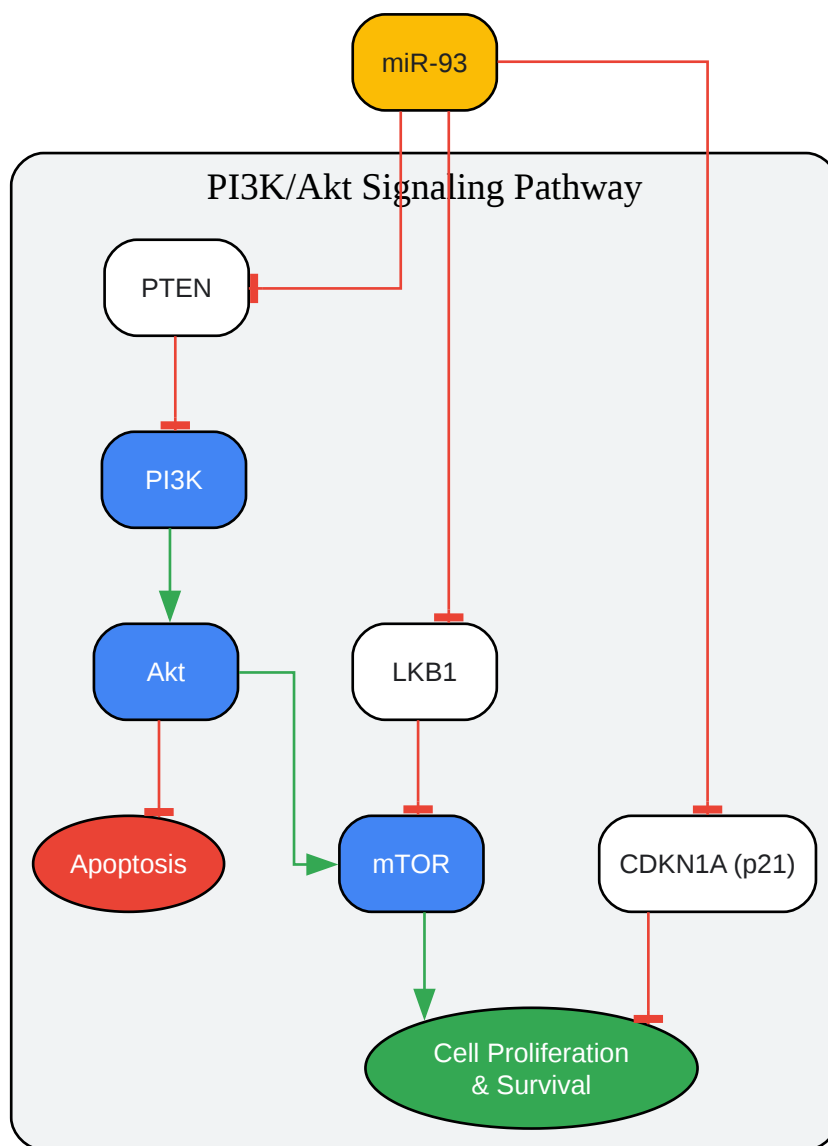 miR-93
PI3K/Akt Signaling Pathway
PTEN
PI3K
Akt
LKB1
Apoptosis
mTOR
CDKN1A (p21)
Cell Proliferation
& Survival